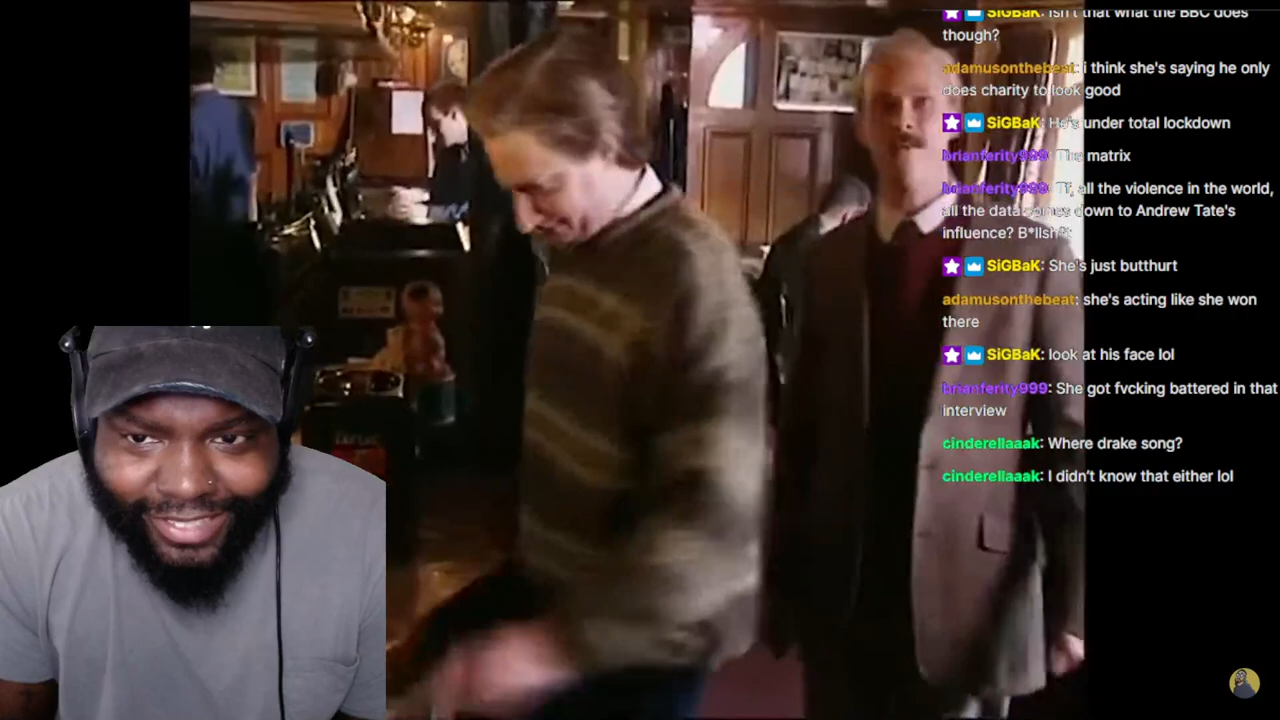 SiGBaK: Isn't that what the BBC does
though?
adamusonthebeat: i think she's saying he only
does charity to look good
SiGBaK: He's under total lockdown
brianferity999: The matrix
brianferity999: Tf, all the violence in the world,
all the data comes down to Andrew Tate's
influence? B*llsh*t
SiGBaK: She's just butthurt
adamusonthebeat: she's acting like she won
there
SiGBaK: look at his face lol
brianferity999: She got fvcking battered in that
interview
cinderellaaak: Where drake song?
cinderellaaak: I didn't know that either lol